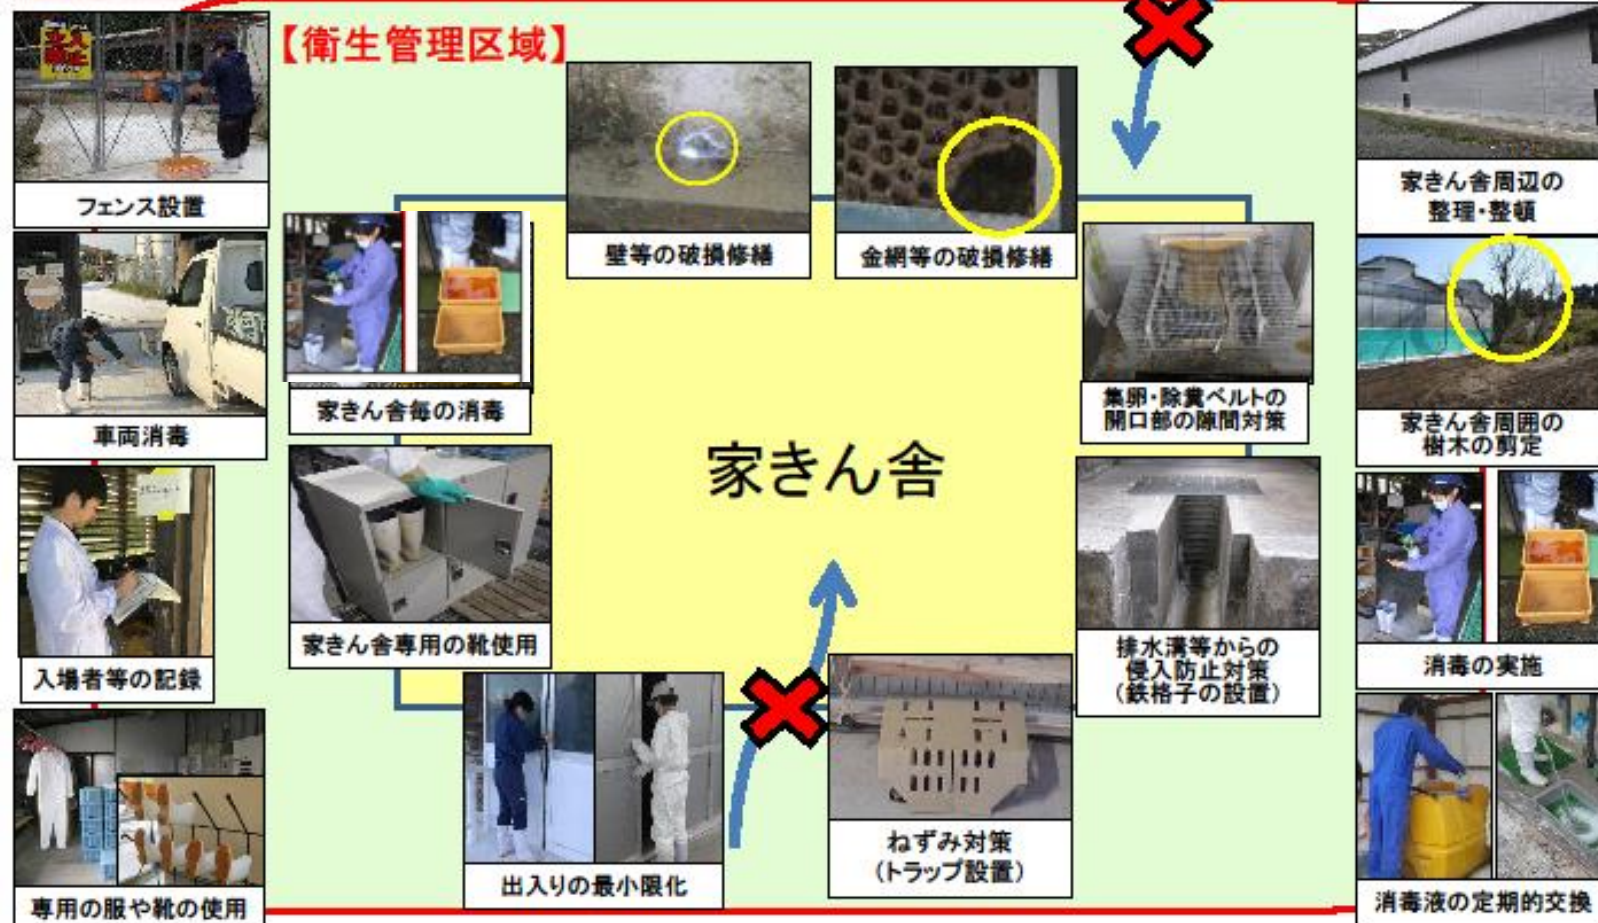 【衛生管理区域】
立入
禁止
フェンス設置
車両消毒
入場者等の記録
専用の服や靴の使用
家きん舎毎の消毒
家きん舎専用の靴使用
出入りの最小限化
壁等の破損修繕
金網等の破損修繕
家きん舎
集卵・除糞ベルトの
開口部の隙間対策
排水溝等からの
侵入防止対策
(鉄格子の設置)
ねずみ対策
(トラップ設置)
家きん舎周辺の
整理・整頓
家きん舎周囲の
樹木の剪定
消毒の実施
消毒液の定期的交換